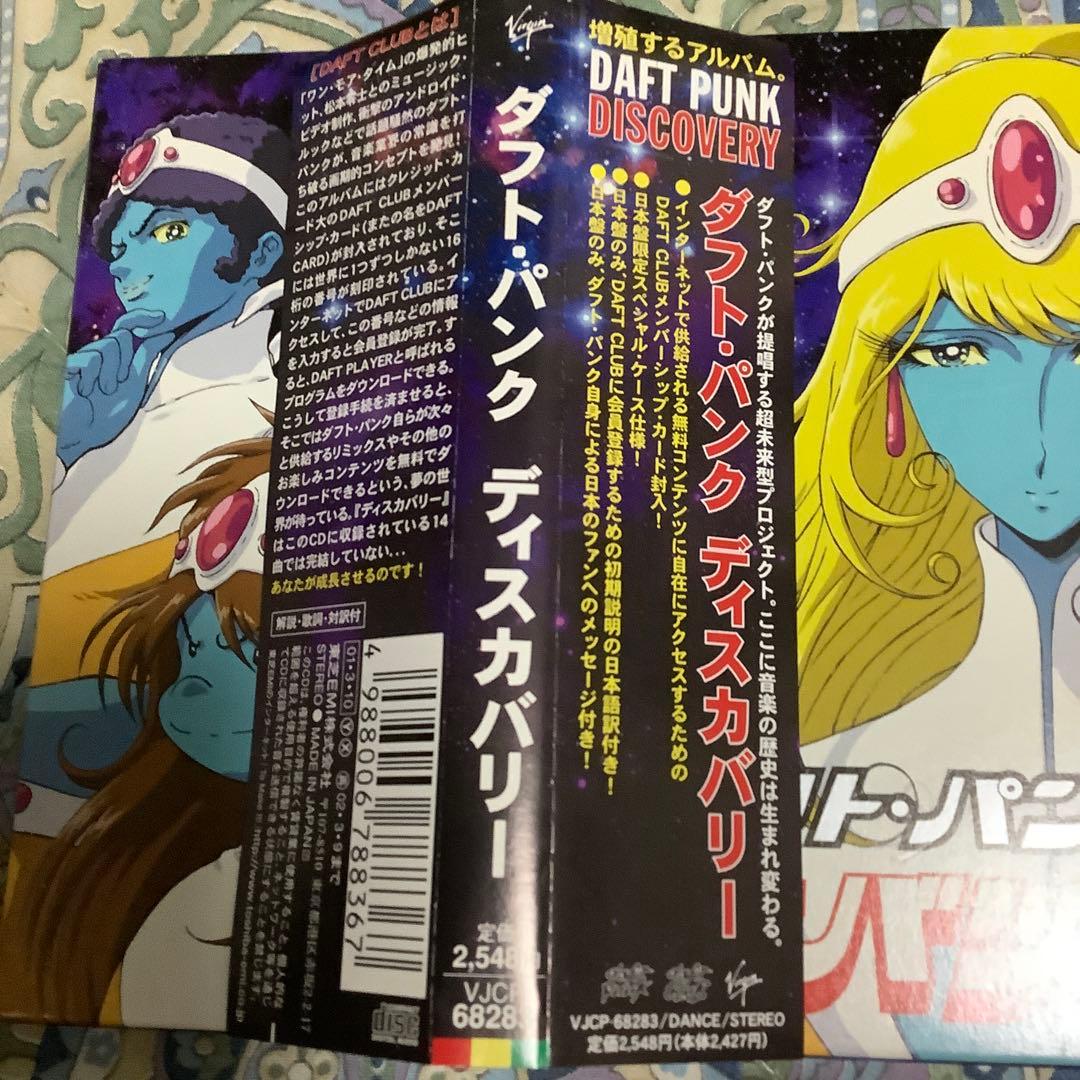 [DAFT CLUBとは]
「ワン・モア・タイム」の爆発的ヒ
ット、松本零士とのミュージック・
ビデオ制作、衝撃のアンドロイド・
ルックなどで話題騒然のダフト・
パンクが、音楽業界の常識を打
ち破る画期的コンセプトを発見!
このアルバムにはクレジット・カ
ード大のDAFT CLUBメンバー
シップ・カード(またの名をDAFT
CARD)が封入されており、そこ
には世界に1つずつしかない16
桁の番号が刻印されている。イ
ンターネットでDAFT CLUBにア
クセスして、この番号などの情報
を入力すると会員登録が完了。す
ると、DAFT PLAYERと呼ばれる
プログラムをダウンロードできる。
こうして登録手続を済ませると、
そこではダフト・パンク自らが次々
と供給するリミックスやその他の
お楽しみコンテンツを無料でダ
ウンロードできるという、夢の世
界が待っている。『ディスカバリー』
はこのCDに収録されている14
曲では完結していない...
あなたが成長させるのです!
解説・歌詞・対訳付
01・3・10
02・3・9まで
STEREO ● MADE IN JAPAN
東芝EMI株式会社
4 988006 788367
Virgin
ダフト・パンク ディスカバリー
定価
2,548
VJCP
68283
増殖するアルバム。
DAFT PUNK
DISCOVERY
ダフト・パンクが提唱する超未来型プロジェクト。ここに音楽の歴史は生まれ変わる。
ダフト・パンク ディスカバリー
●インターネットで供給される無料コンテンツに自在にアクセスするための
DAFT CLUBメンバーシップ・カード封入!
●日本盤限定スペシャル・ケース仕様!
●日本盤のみ、DAFT CLUBに会員登録するための初期説明の日本語訳付き!
●日本盤のみ、ダフト・パンク自身による日本のファンへのメッセージ付き!
Virgin
VJCP-68283/DANCE/STEREO
定価2,548円(本体2,427円)
ト・パン
バ